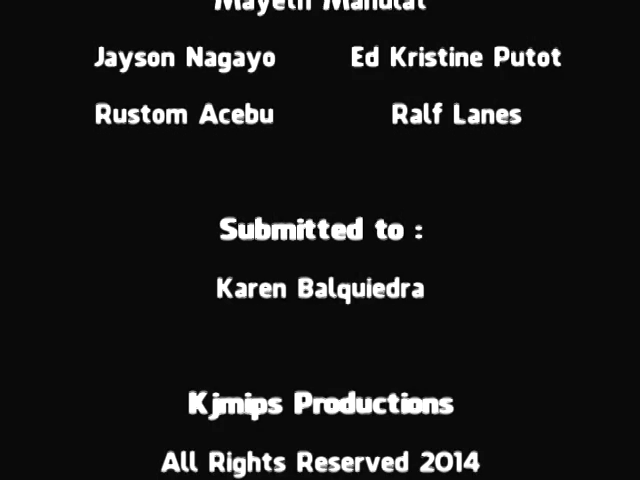 Jayson Nagayo Ed Kristine Putot
Rustom Acebu Ralf Lanes
Submitted to :
Karen Balquiedra
Kjmips Productions
All Rights Reserved 2014